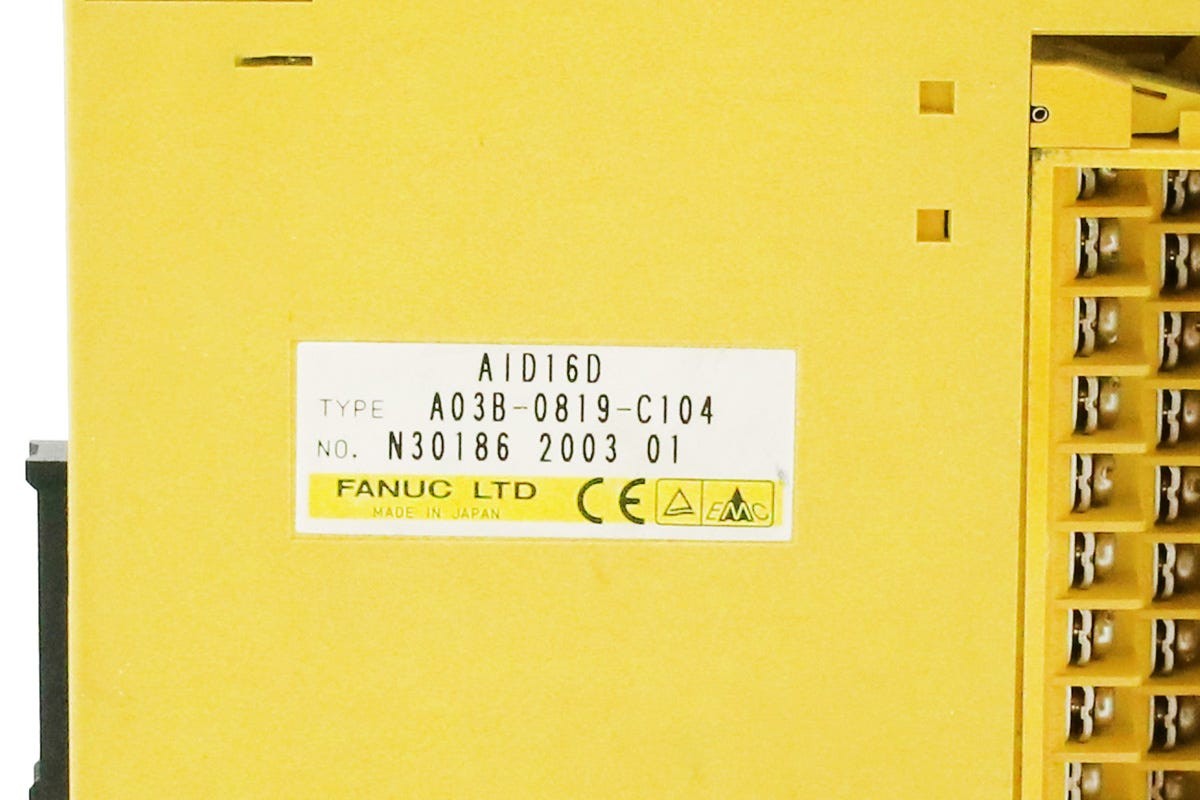 AID16D
TYPE A03B-0819-C104
NO. N30186 2003 01
FANUC LTD
MADE IN JAPAN
CE
EMC